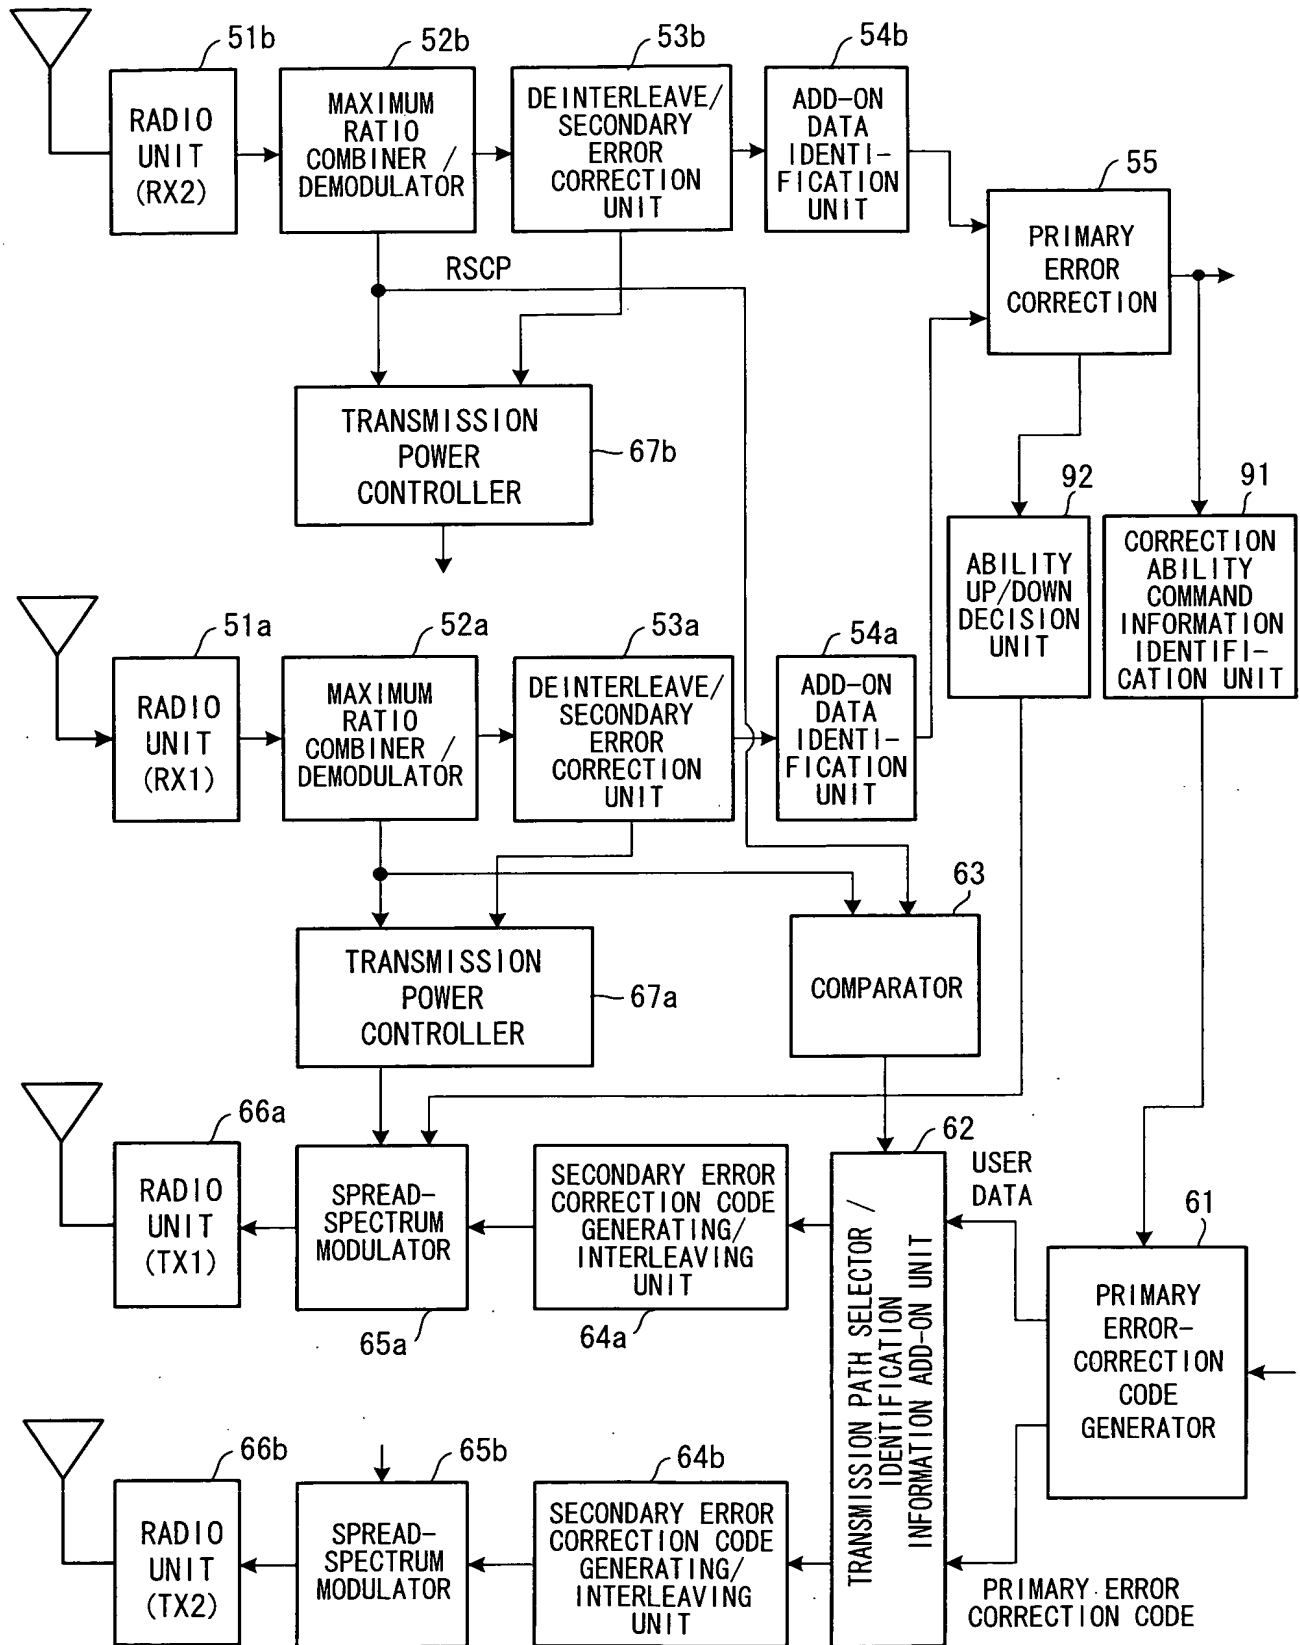 51b
52b
53b
54b
RADIO
UNIT
(RX2)
MAXIMUM
RATIO
COMBINER /
DEMODULATOR
DEINTERLEAVE/
SECONDARY
ERROR
CORRECTION
UNIT
ADD-ON
DATA
IDENTI-
FICATION
UNIT
55
PRIMARY
ERROR
CORRECTION
RSCP
TRANSMISSION
POWER
CONTROLLER
67b
92
91
ABILITY
UP/DOWN
DECISION
UNIT
CORRECTION
ABILITY
COMMAND
INFORMATION
IDENTIFI-
CATION UNIT
51a
52a
53a
54a
RADIO
UNIT
(RX1)
MAXIMUM
RATIO
COMBINER /
DEMODULATOR
DEINTERLEAVE/
SECONDARY
ERROR
CORRECTION
UNIT
ADD-ON
DATA
IDENTI-
FICATION
UNIT
63
COMPARATOR
TRANSMISSION
POWER
CONTROLLER
67a
66a
RADIO
UNIT
(TX1)
SPREAD-
SPECTRUM
MODULATOR
65a
SECONDARY ERROR
CORRECTION CODE
GENERATING/
INTERLEAVING
UNIT
64a
62
TRANSMISSION PATH SELECTOR /
IDENTIFICATION
INFORMATION ADD-ON UNIT
USER
DATA
61
PRIMARY
ERROR-
CORRECTION
CODE
GENERATOR
66b
65b
64b
RADIO
UNIT
(TX2)
SPREAD-
SPECTRUM
MODULATOR
SECONDARY ERROR
CORRECTION CODE
GENERATING/
INTERLEAVING
UNIT
PRIMARY ERROR
CORRECTION CODE